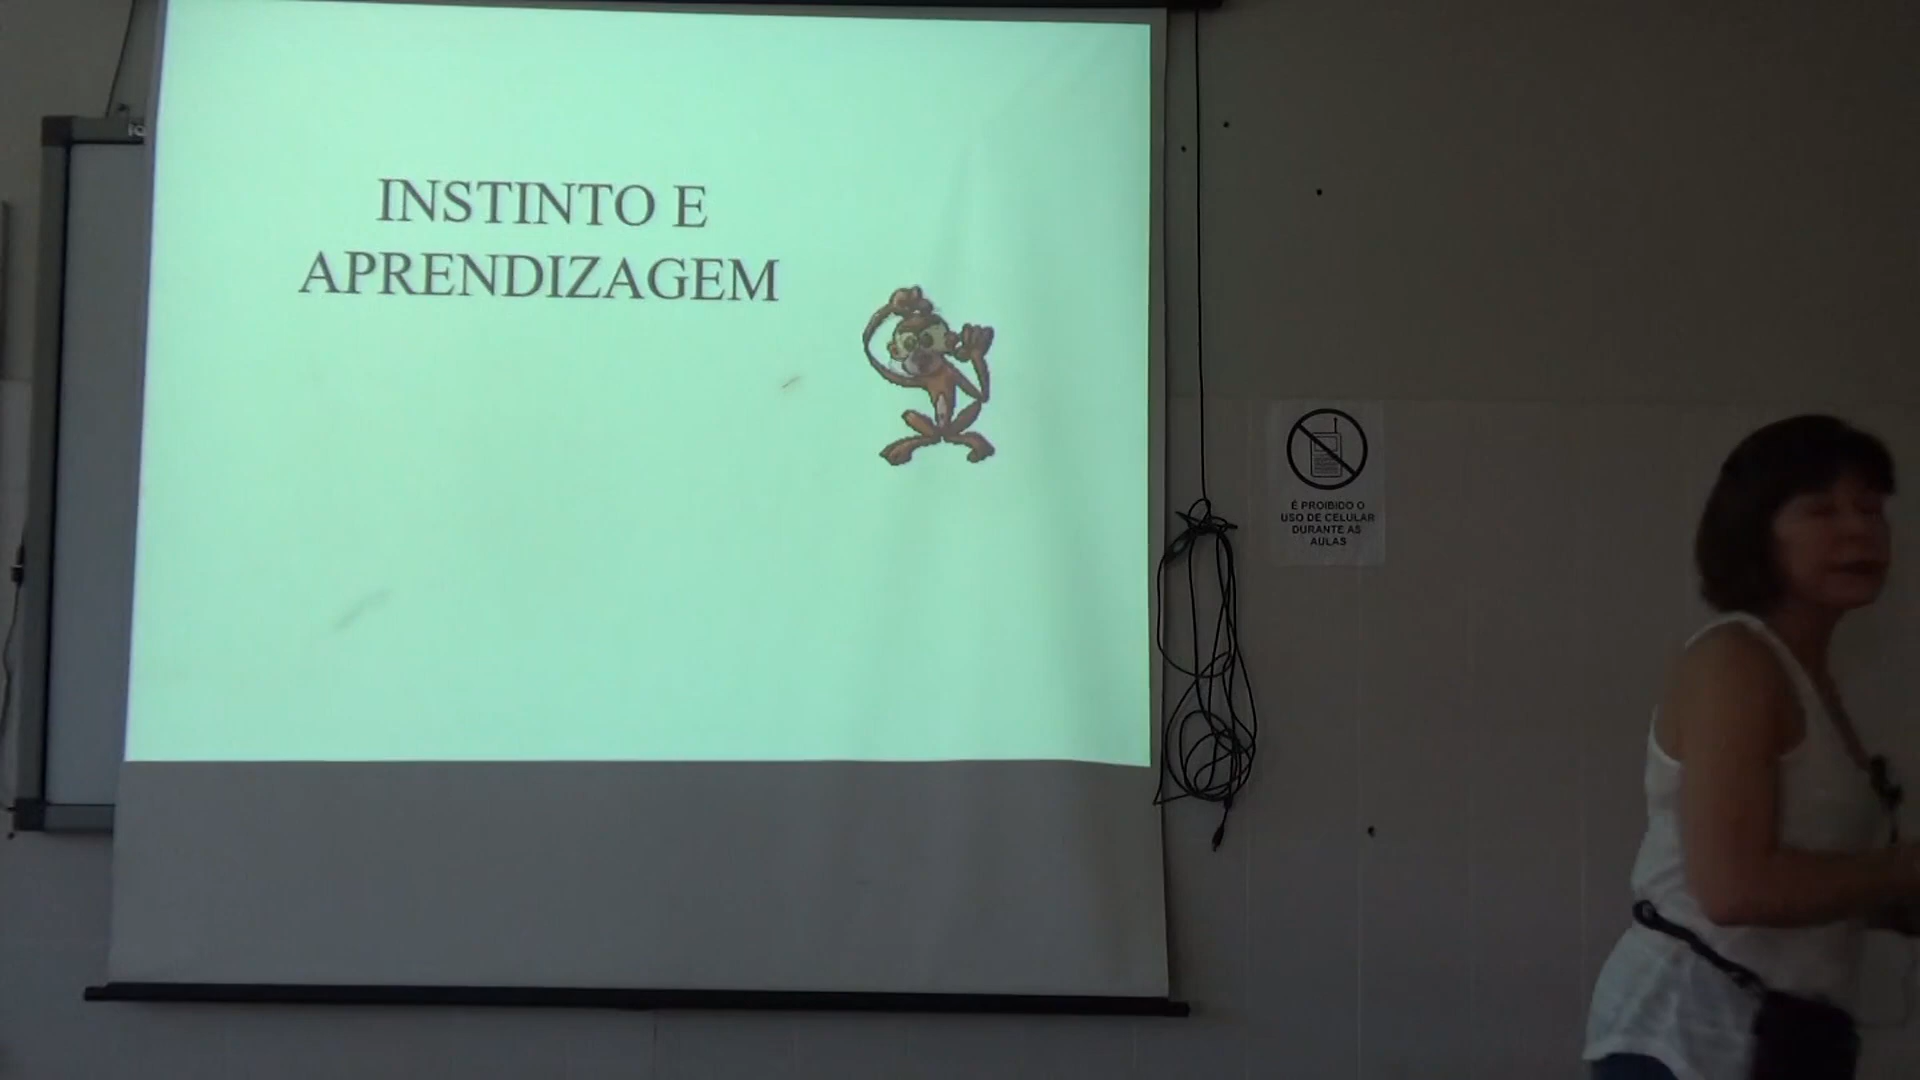 INSTINTO E
APRENDIZAGEM
É PROIBIDO O
USO DE CELULAR
DURANTE AS
AULAS